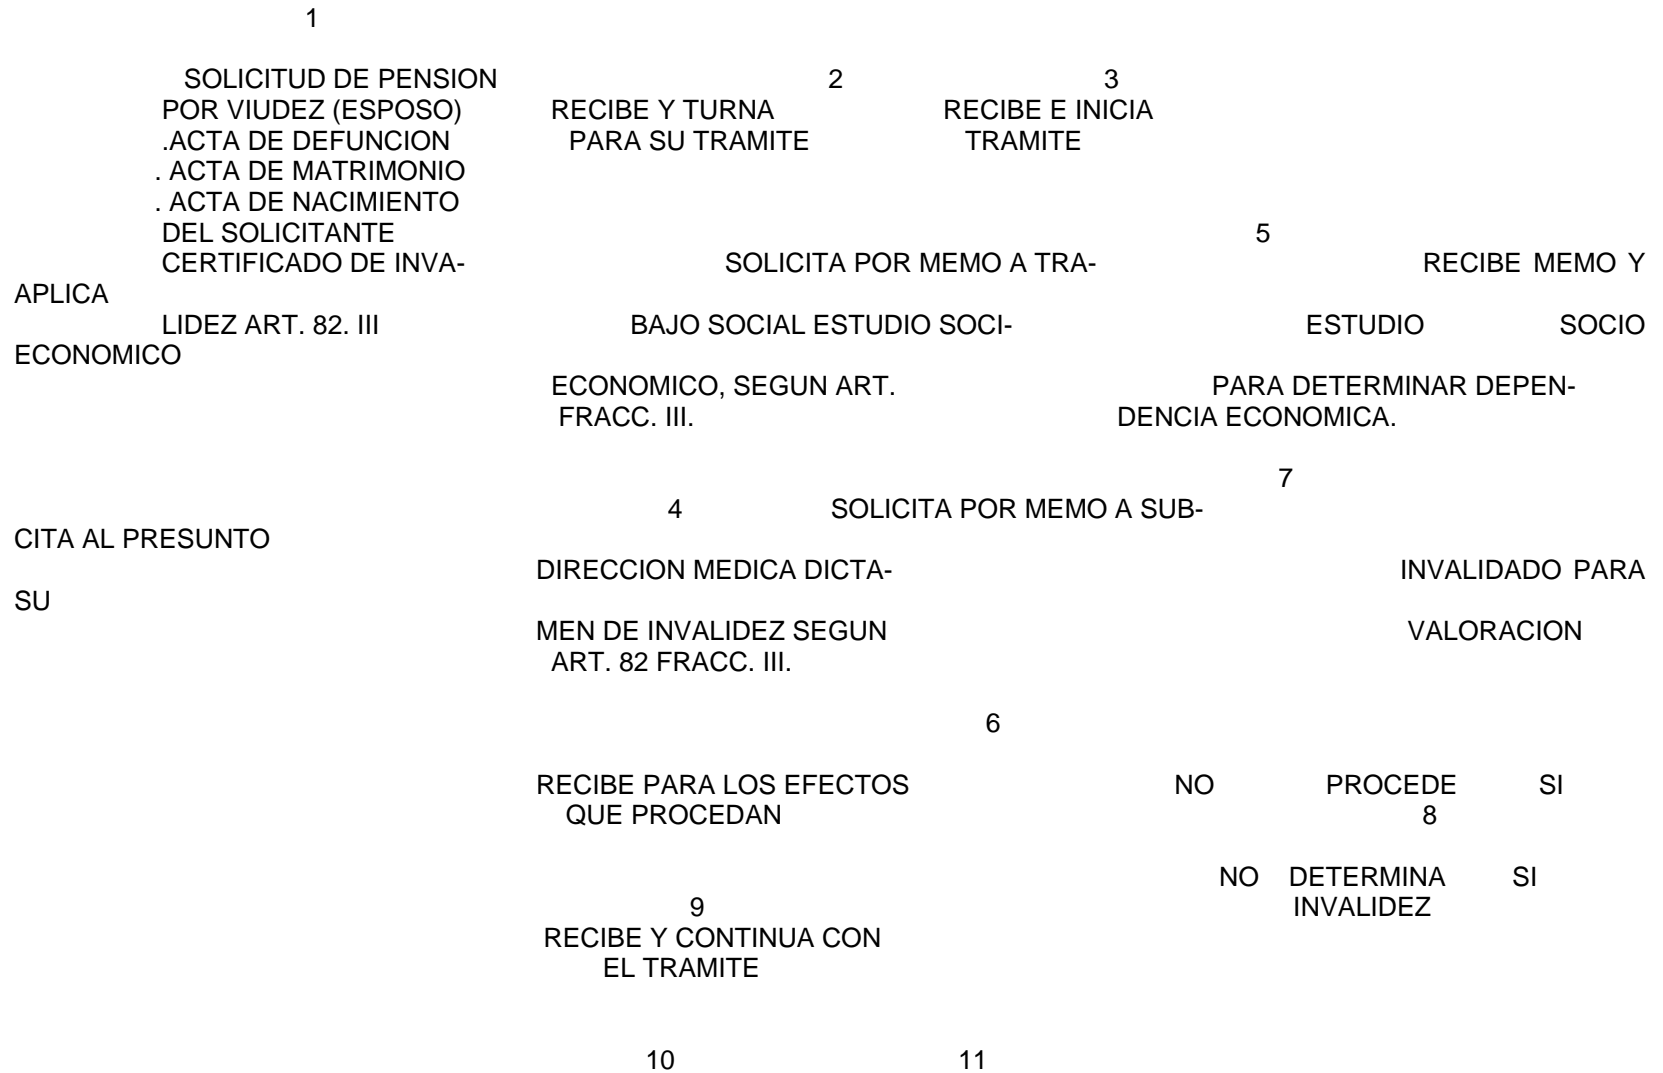 1
SOLICITUD DE PENSION 2 3
POR VIUDEZ (ESPOSO) RECIBE Y TURNA RECIBE E INICIA
.ACTA DE DEFUNCION PARA SU TRAMITE TRAMITE
. ACTA DE MATRIMONIO
. ACTA DE NACIMIENTO
DEL SOLICITANTE 5
CERTIFICADO DE INVA- SOLICITA POR MEMO A TRA- RECIBE MEMO Y
APLICA
LIDEZ ART. 82. III BAJO SOCIAL ESTUDIO SOCI- ESTUDIO SOCIO
ECONOMICO
ECONOMICO, SEGUN ART. PARA DETERMINAR DEPEN-
FRACC. III. DENCIA ECONOMICA.
7
4 SOLICITA POR MEMO A SUB-
CITA AL PRESUNTO
DIRECCION MEDICA DICTA- INVALIDADO PARA
SU
MEN DE INVALIDEZ SEGUN VALORACION
ART. 82 FRACC. III.
6
RECIBE PARA LOS EFECTOS NO PROCEDE SI
QUE PROCEDAN 8
NO DETERMINA SI
9 INVALIDEZ
RECIBE Y CONTINUA CON
EL TRAMITE
10 11